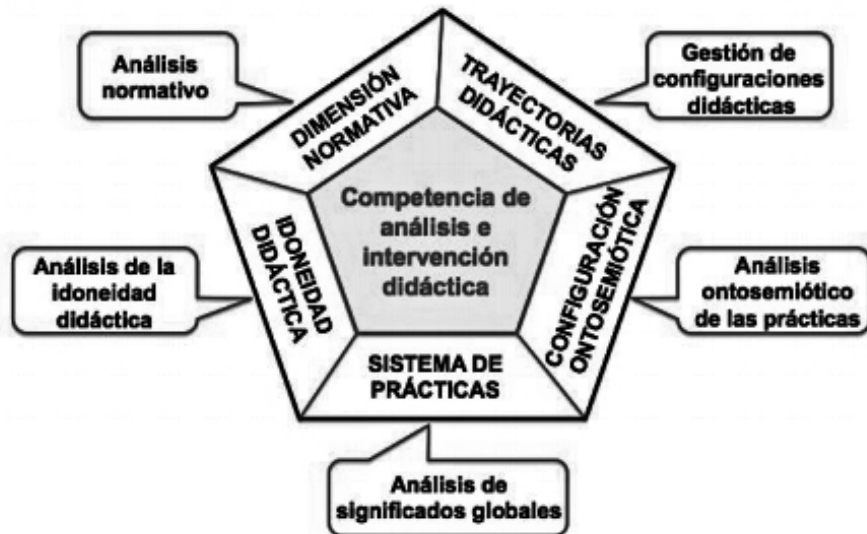 Análisis
normativo
DIMENSIÓN
NORMATIVA
TRAYECTORIAS
DIDÁCTICAS
Gestión de
configuraciones
didácticas
Competencia de
análisis e
intervención
didáctica
IDONEIDAD
DIDÁCTICA
Análisis de la
idoneidad
didáctica
CONFIGURACIÓN
ONTOSEMIÓTICA
Análisis
ontosemiótico
de las prácticas
SISTEMA DE
PRÁCTICAS
Análisis de
significados globales